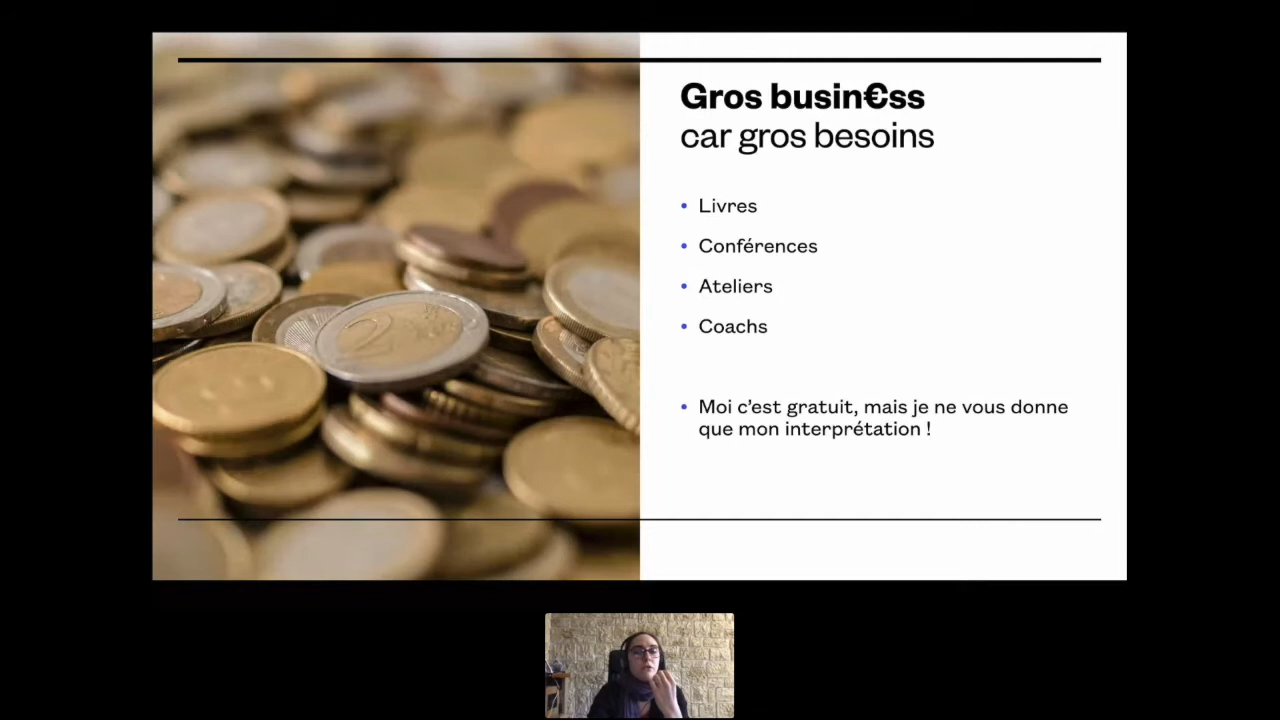 Gros busin€ss
car gros besoins
• Livres
• Conférences
• Ateliers
• Coachs
• Moi c’est gratuit, mais je ne vous donne
que mon interprétation !
2